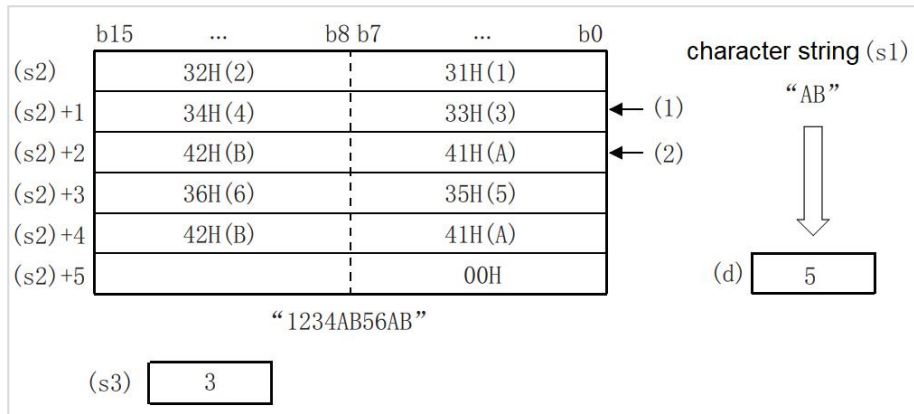 b15 ... b8 b7 ... b0
character string (s1)
(s2) 32H(2) 31H(1)
“AB”
(s2)+1 34H(4) 33H(3) (1)
(s2)+2 42H(B) 41H(A) (2)
(s2)+3 36H(6) 35H(5)
(s2)+4 42H(B) 41H(A)
(s2)+5 00H
(d) 5
“1234AB56AB”
(s3) 3